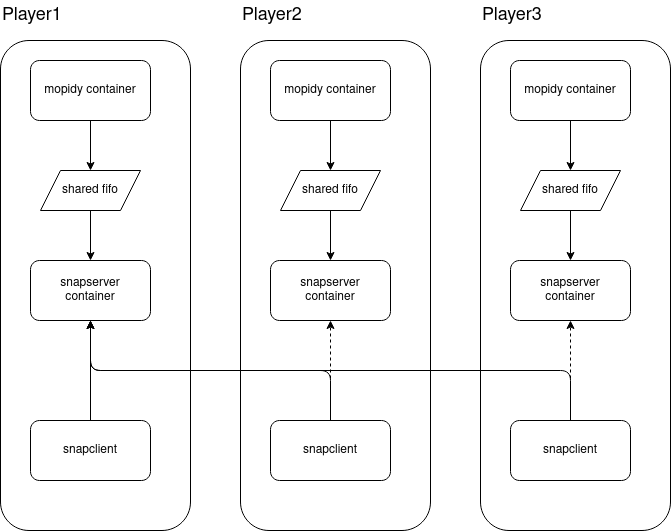 Player1
Player2
Player3
mopidy container
mopidy container
mopidy container
shared fifo
shared fifo
shared fifo
snapserver
container
snapserver
container
snapserver
container
snapclient
snapclient
snapclient